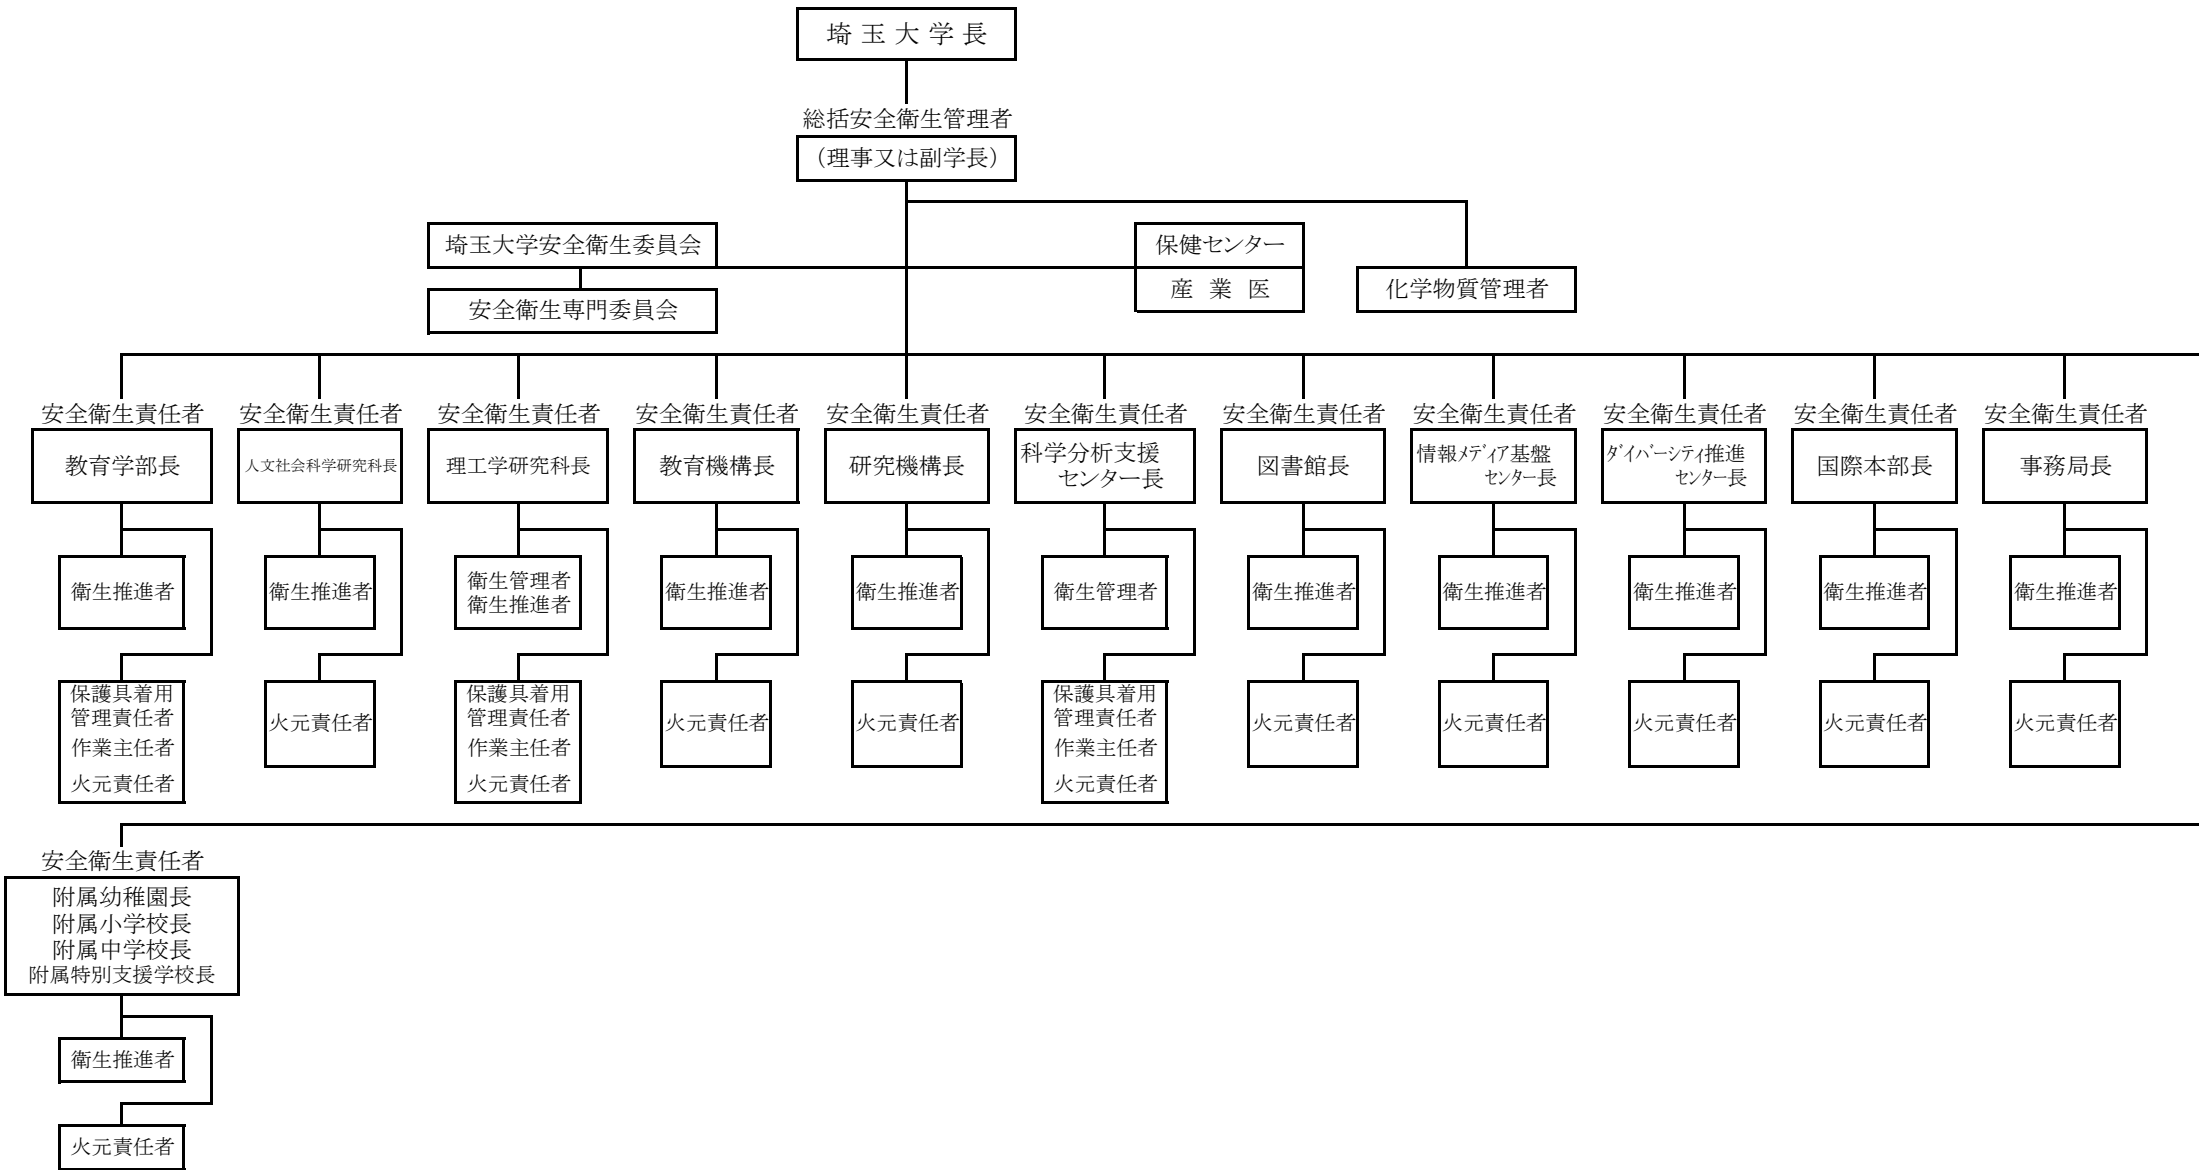 埼玉大学長
総括安全衛生管理者
（理事又は副学長）
埼玉大学安全衛生委員会
保健センター
産業医
化学物質管理者
安全衛生専門委員会
安全衛生責任者
安全衛生責任者
安全衛生責任者
安全衛生責任者
安全衛生責任者
安全衛生責任者
安全衛生責任者
安全衛生責任者
安全衛生責任者
安全衛生責任者
安全衛生責任者
教育学部長
人文社会科学研究科長
理工学研究科長
教育機構長
研究機構長
科学分析支援
センター長
図書館長
情報ﾒﾃﾞｨｱ基盤
ｾﾝﾀｰ長
ﾀﾞｲﾊﾞｰｼﾃｨ推進
ｾﾝﾀｰ長
国際本部長
事務局長
衛生推進者
衛生推進者
衛生管理者
衛生推進者
衛生推進者
衛生推進者
衛生管理者
衛生推進者
衛生推進者
衛生推進者
衛生推進者
衛生推進者
保護具着用
管理責任者
作業主任者
火元責任者
火元責任者
保護具着用
管理責任者
作業主任者
火元責任者
火元責任者
火元責任者
保護具着用
管理責任者
作業主任者
火元責任者
火元責任者
火元責任者
火元責任者
火元責任者
火元責任者
安全衛生責任者
附属幼稚園長
附属小学校長
附属中学校長
附属特別支援学校長
衛生推進者
火元責任者